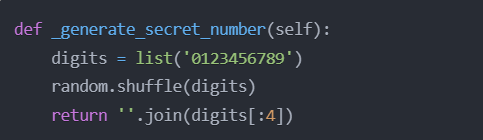 def _generate_secret_number(self):
    digits = list('0123456789')
    random.shuffle(digits)
    return ''.join(digits[:4])